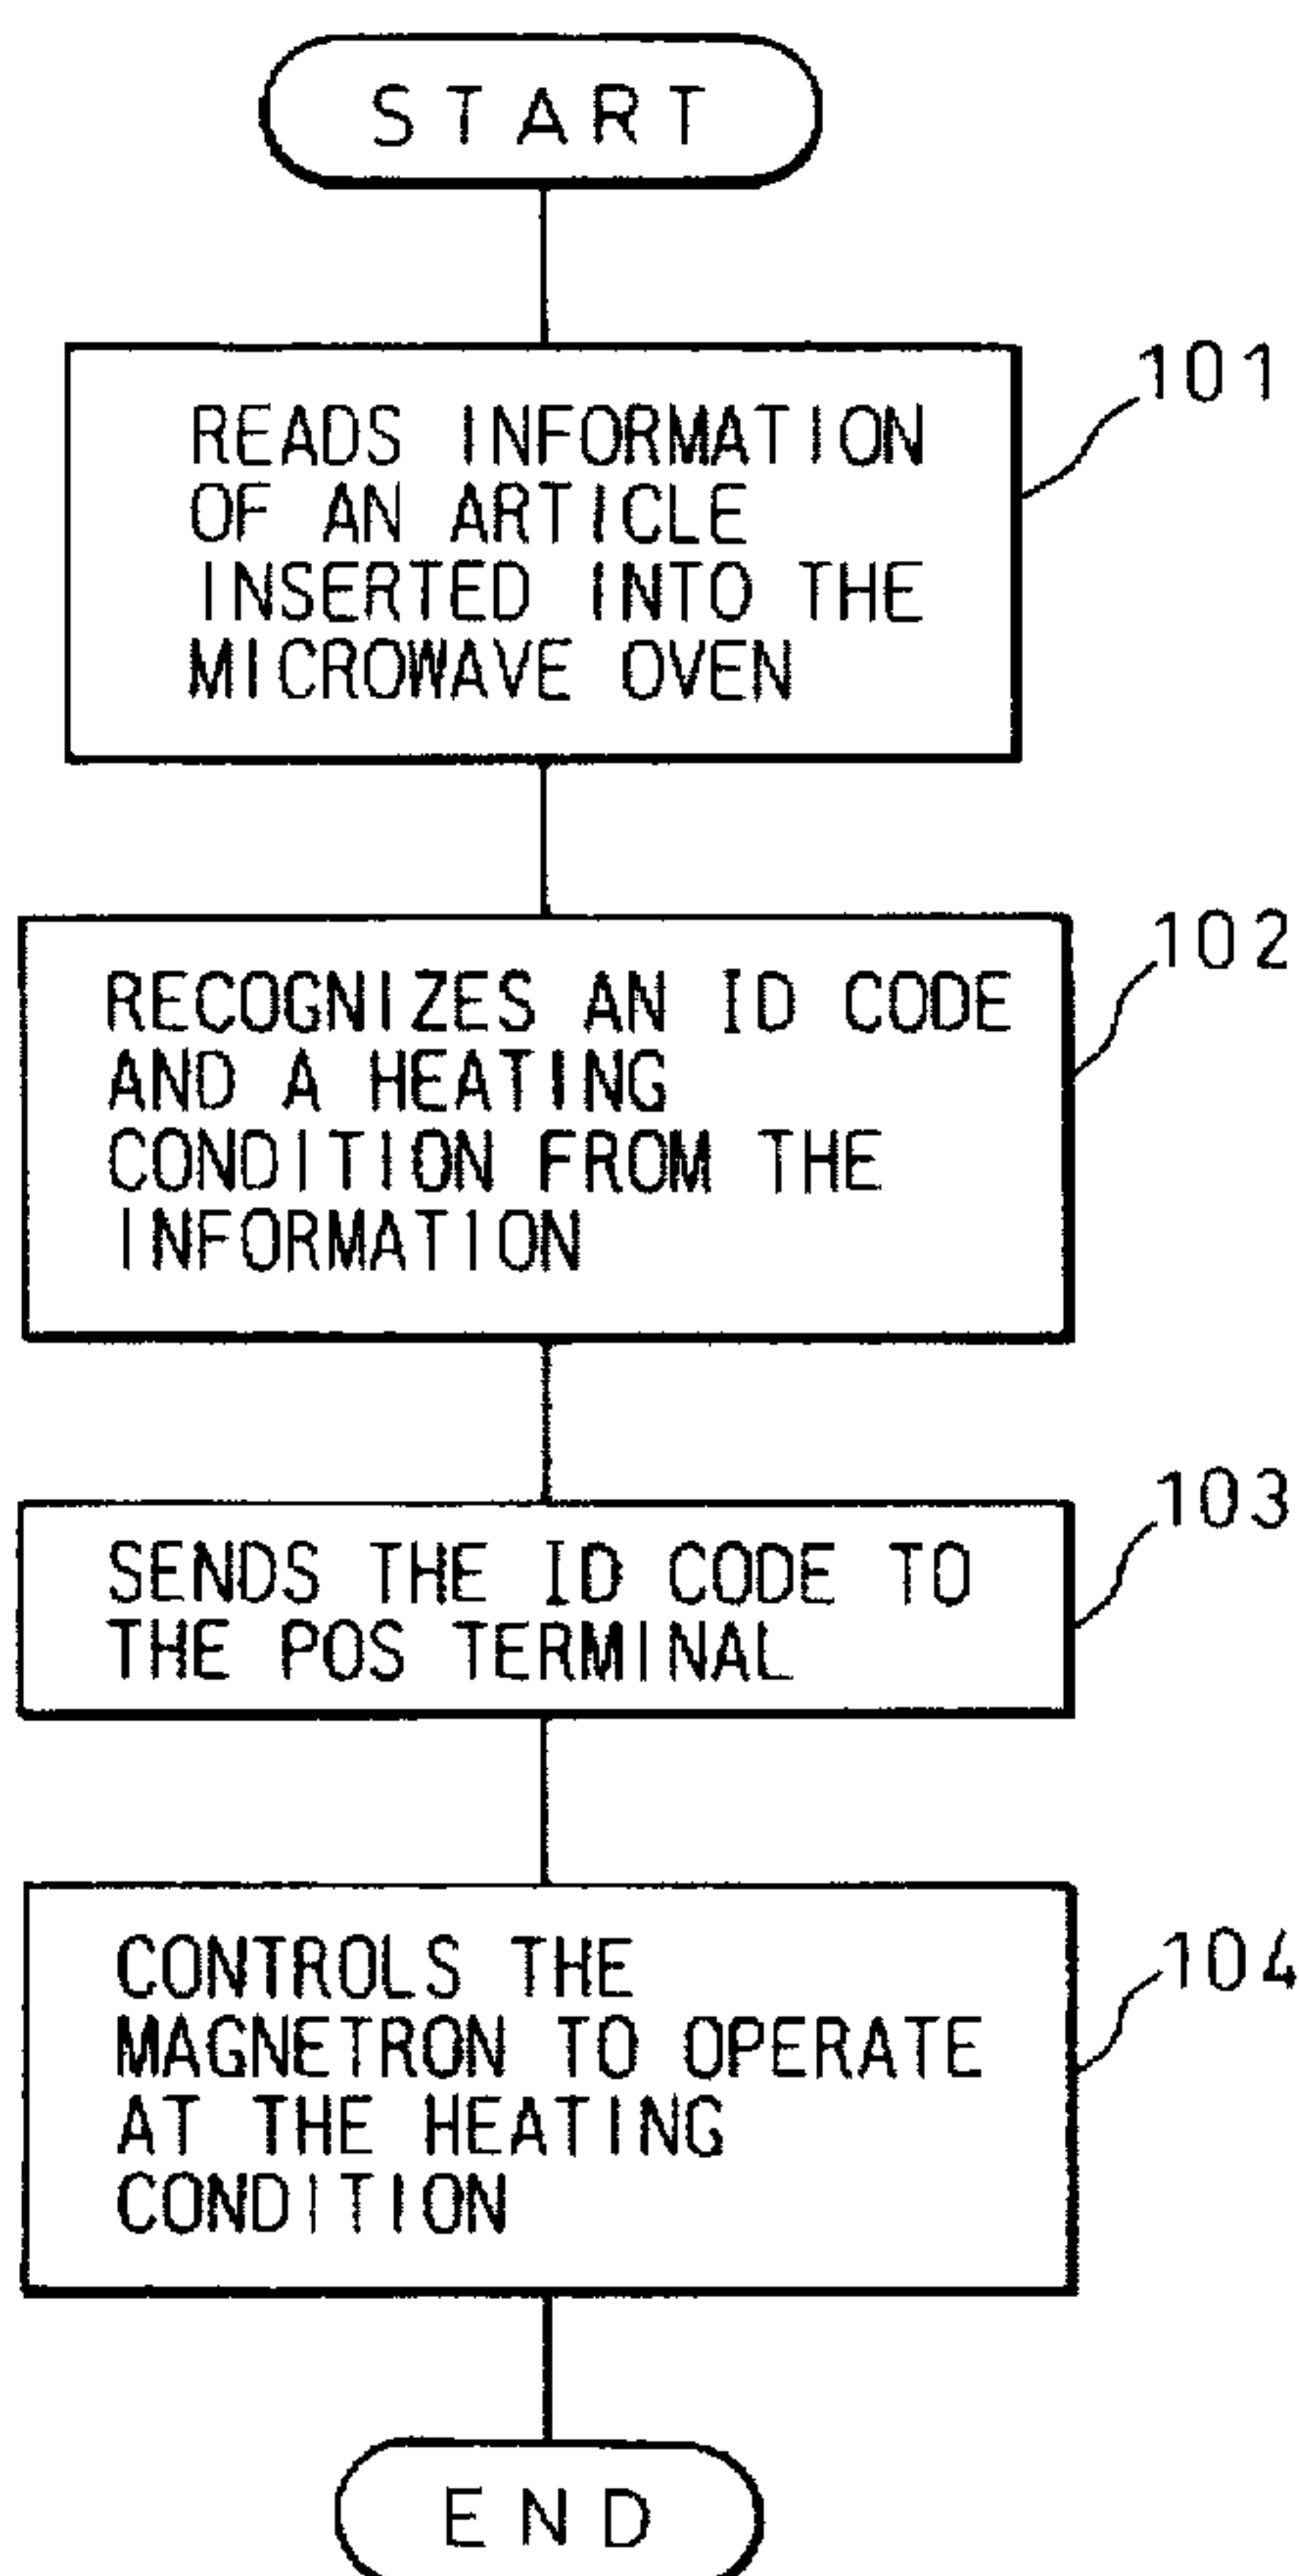 START
101
READS INFORMATION
OF AN ARTICLE
INSERTED INTO THE
MICROWAVE OVEN
102
RECOGNIZES AN ID CODE
AND A HEATING
CONDITION FROM THE
INFORMATION
103
SENDS THE ID CODE TO
THE POS TERMINAL
104
CONTROLS THE
MAGNETRON TO OPERATE
AT THE HEATING
CONDITION
END